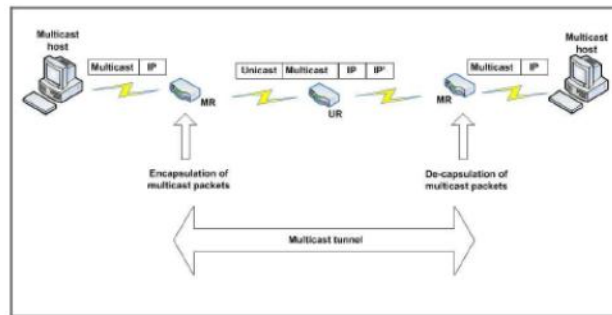 Multicast
host
Multicast IP
Unicast Multicast IP IP'
Multicast IP
Multicast
host
MR
UR
MR
Encapsulation of
multicast packets
De-capsulation of
multicast packets
Multicast tunnel